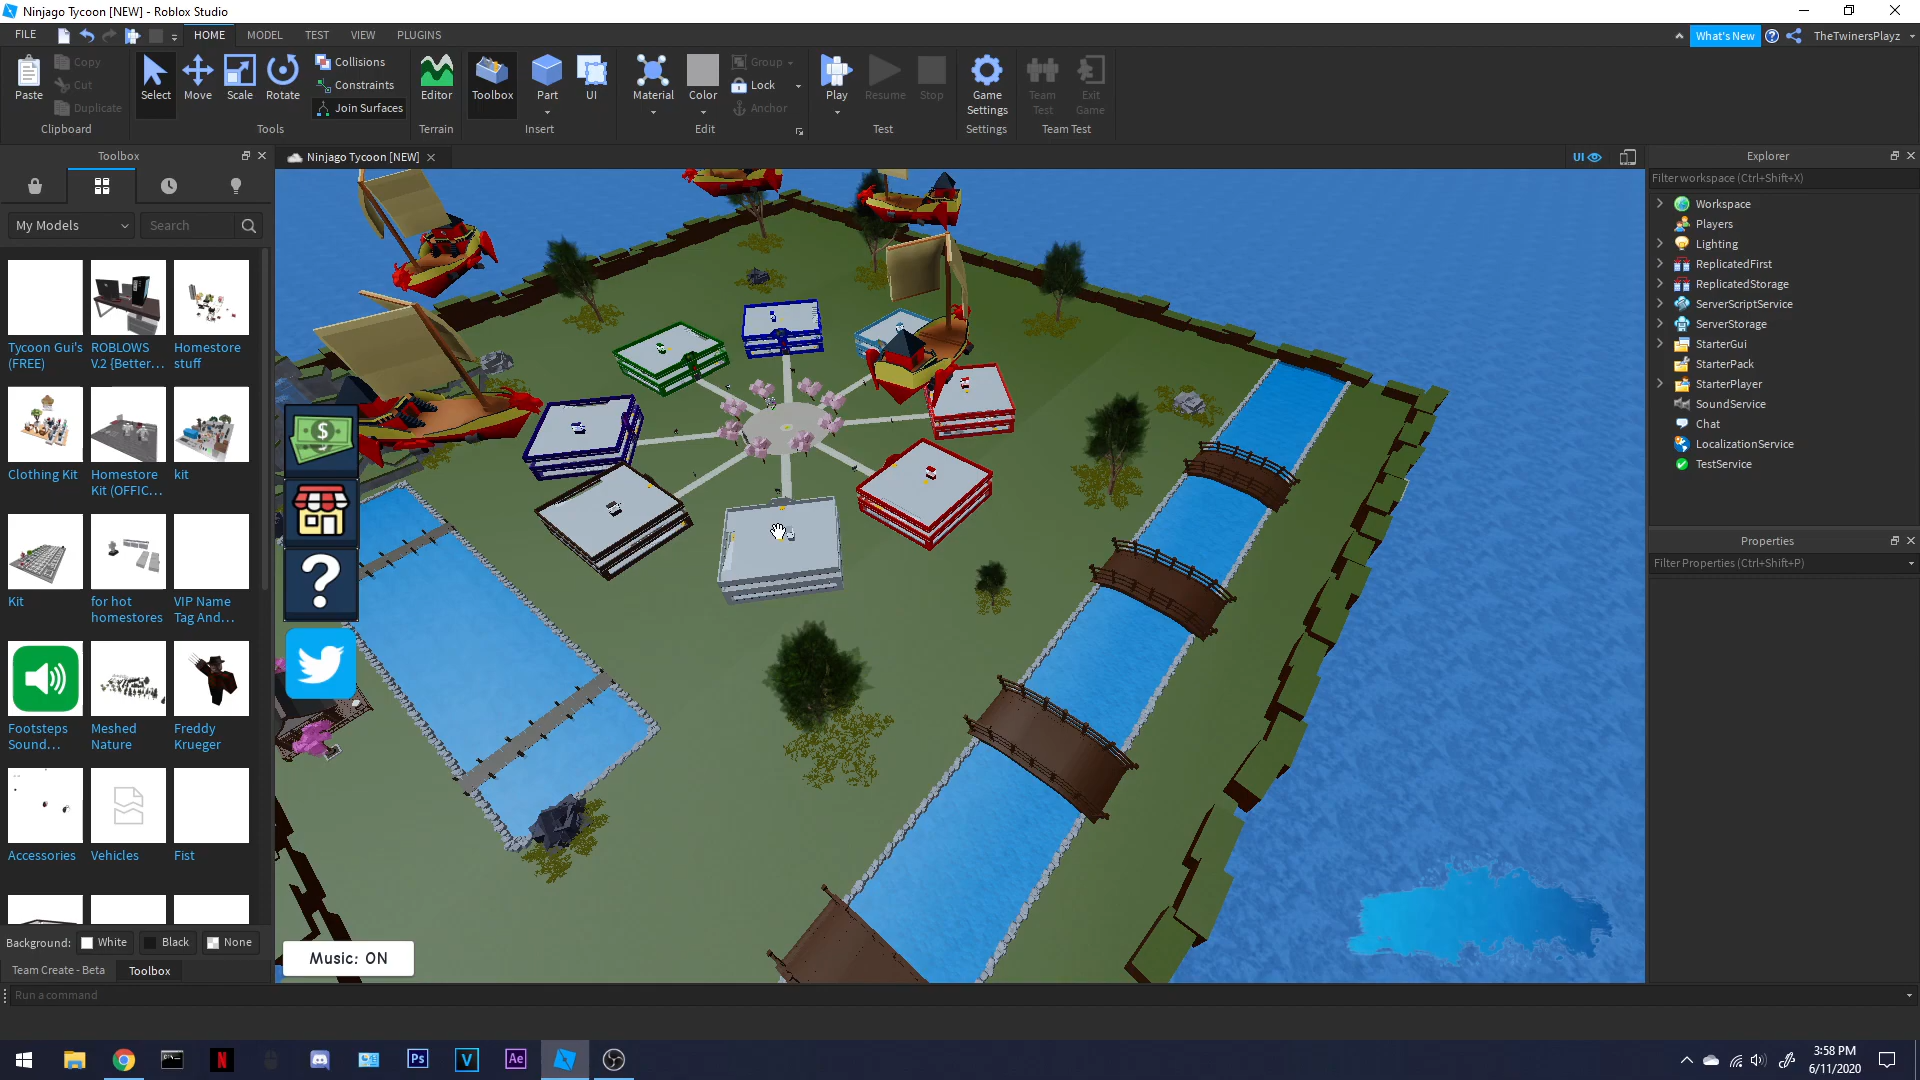 Ninjago Tycoon [NEW] - Roblox Studio
FILE HOME MODEL TEST VIEW PLUGINS What's New TheTwinersPlayz
Paste Copy Cut Duplicate
Clipboard
Select Move Scale Rotate Collisions Constraints Join Surfaces
Tools
Editor
Terrain
Toolbox Part UI
Insert
Material Color Group Lock Anchor
Edit
Play Resume Stop
Test
Game Settings
Settings
Team Test Exit Game
Team Test
Toolbox
My Models Search
Tycoon Gui's (FREE)
ROBLOWS V.2 {Better...
Homestore stuff
Clothing Kit
Homestore Kit (OFFIC...
kit
Kit
for hot homestores
VIP Name Tag And...
Footsteps Sound...
Meshed Nature
Freddy Krueger
Accessories
Vehicles
Fist
Background: White Black None
Team Create - Beta Toolbox
Run a command
Ninjago Tycoon [NEW]
UI
$
?
Music: ON
Explorer
Filter workspace (Ctrl+Shift+X)
Workspace
Players
Lighting
ReplicatedFirst
ReplicatedStorage
ServerScriptService
ServerStorage
StarterGui
StarterPack
StarterPlayer
SoundService
Chat
LocalizationService
TestService
Properties
Filter Properties (Ctrl+Shift+P)
N
Ps
V
Ae
3:58 PM
6/11/2020